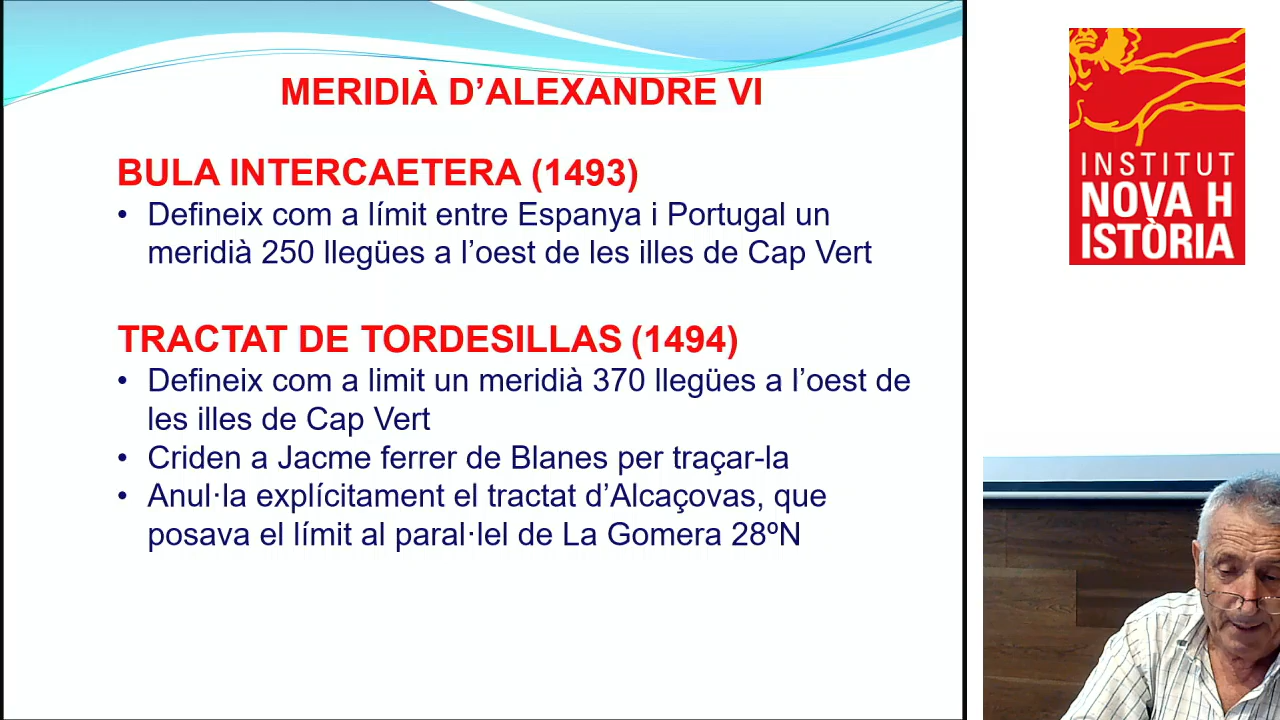 MERIDIÀ D’ALEXANDRE VI
BULA INTERCAETERA (1493)
• Defineix com a límit entre Espanya i Portugal un
meridià 250 llegües a l’oest de les illes de Cap Vert
TRACTAT DE TORDESILLAS (1494)
• Defineix com a limit un meridià 370 llegües a l’oest de
les illes de Cap Vert
• Criden a Jacme ferrer de Blanes per traçar-la
• Anul·la explícitament el tractat d’Alcaçovas, que
posava el límit al paral·lel de La Gomera 28ºN
INSTITUT
NOVA H
ISTÒRIA